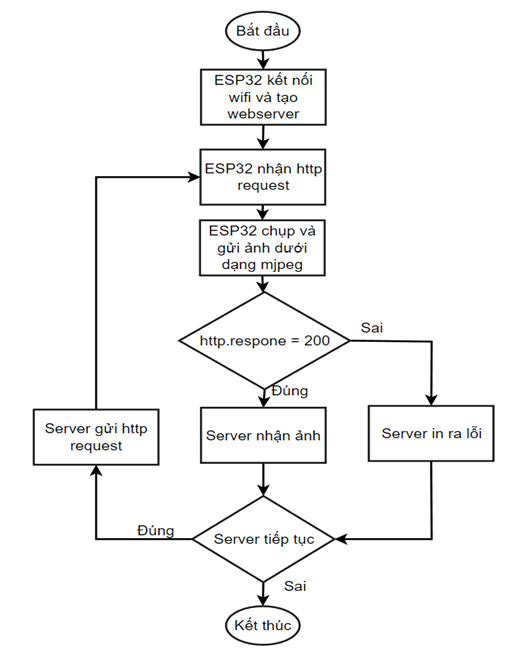 Bắt đầu
ESP32 kết nối
wifi và tạo
webserver
ESP32 nhận http
request
ESP32 chụp và
gửi ảnh dưới
dạng mjpeg
http.respone = 200
Sai
Đúng
Server gửi http
request
Server nhận ảnh
Server in ra lỗi
Đúng
Server tiếp tục
Sai
Kết thúc